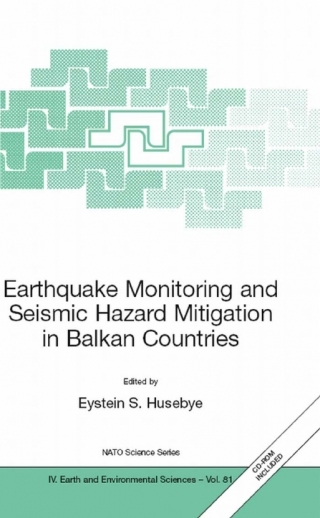 Earthquake Monitoring and
Seismic Hazard Mitigation
in Balkan Countries
Edited by
Eystein S. Husebye
NATO Science Series
IV. Earth and Environmental Sciences – Vol. 81
CD-ROM
INCLUDED